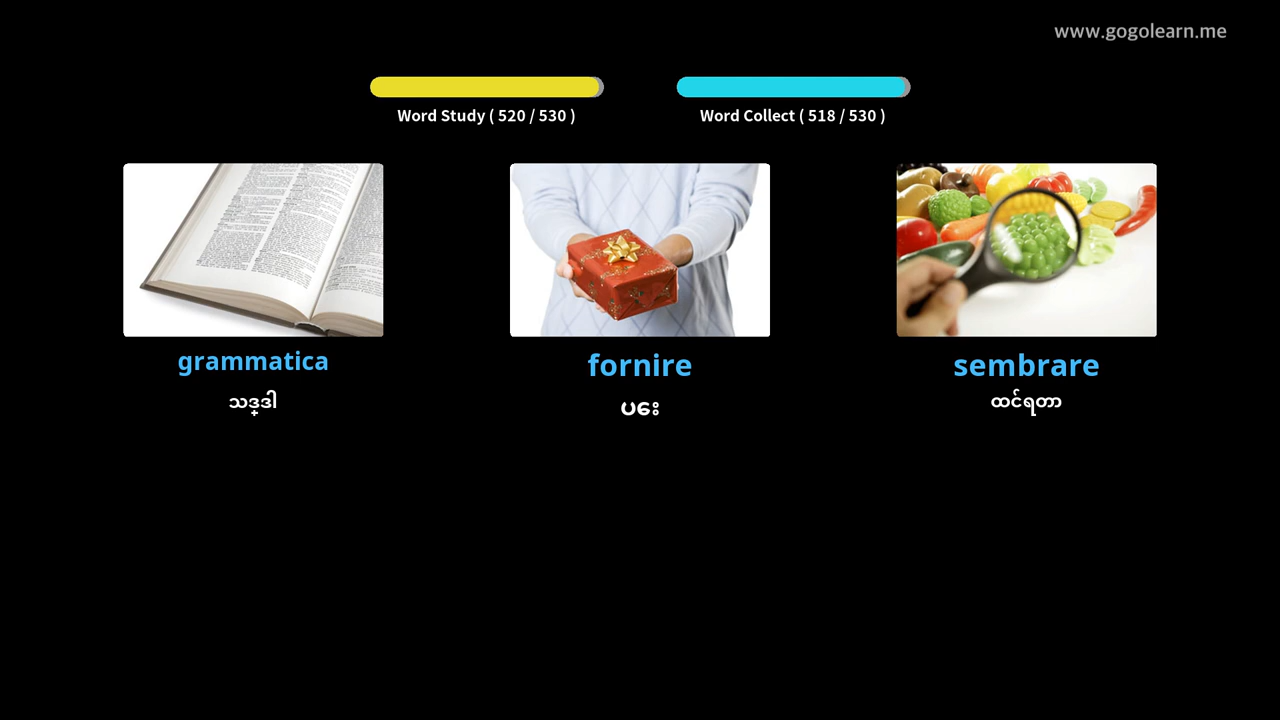 www.gogolearn.me
Word Study ( 520 / 530 )
Word Collect ( 518 / 530 )
grammatica
fornire
sembrare
သဒ္ဒါ
ပေး
ထင်ရတာ